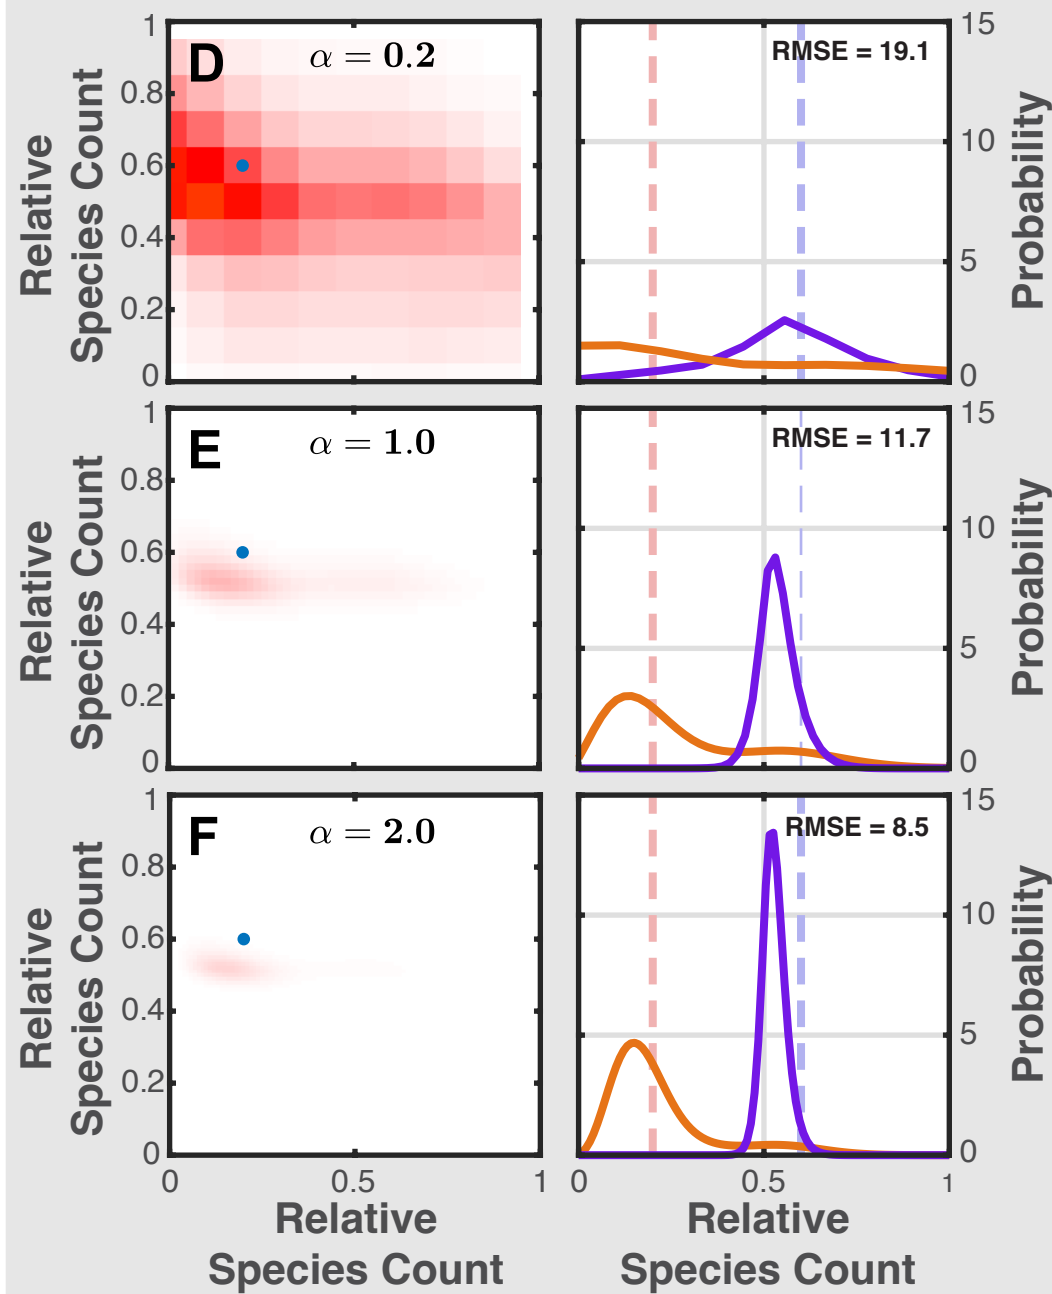 D
α = 0.2
Relative
Species Count
1
0.8
0.6
0.4
0.2
0
RMSE = 19.1
15
10
5
0
Probability
E
α = 1.0
Relative
Species Count
1
0.8
0.6
0.4
0.2
0
RMSE = 11.7
15
10
5
0
Probability
F
α = 2.0
Relative
Species Count
1
0.8
0.6
0.4
0.2
0
RMSE = 8.5
15
10
5
0
Probability
0 0.5 1
Relative
Species Count
0 0.5 1
Relative
Species Count